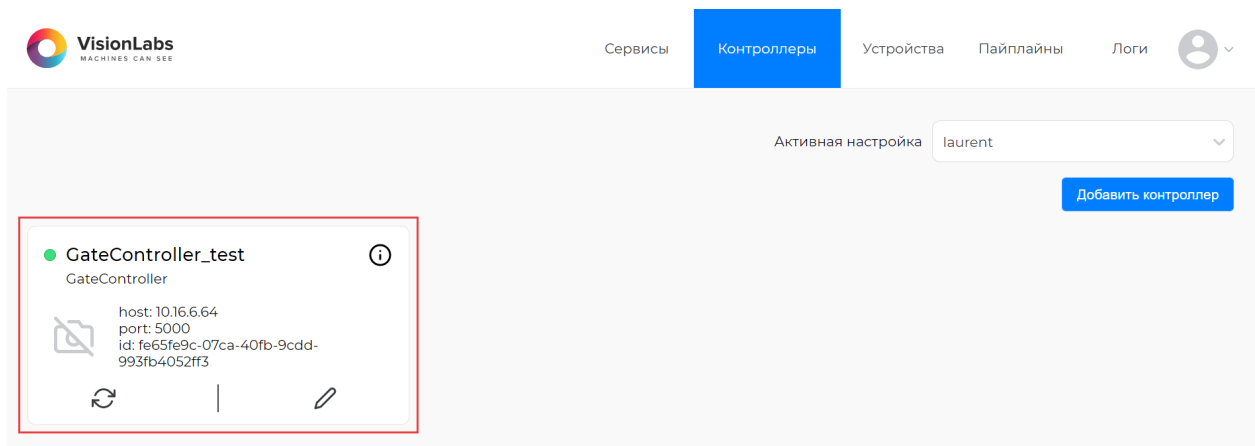 VisionLabs
MACHINES CAN SEE
Сервисы
Контроллеры
Устройства
Пайплайны
Логи
Активная настройка
laurent
Добавить контроллер
GateController_test
GateController
host: 10.16.6.64
port: 5000
id: fe65fe9c-07ca-40fb-9cdd-
993fb4052ff3